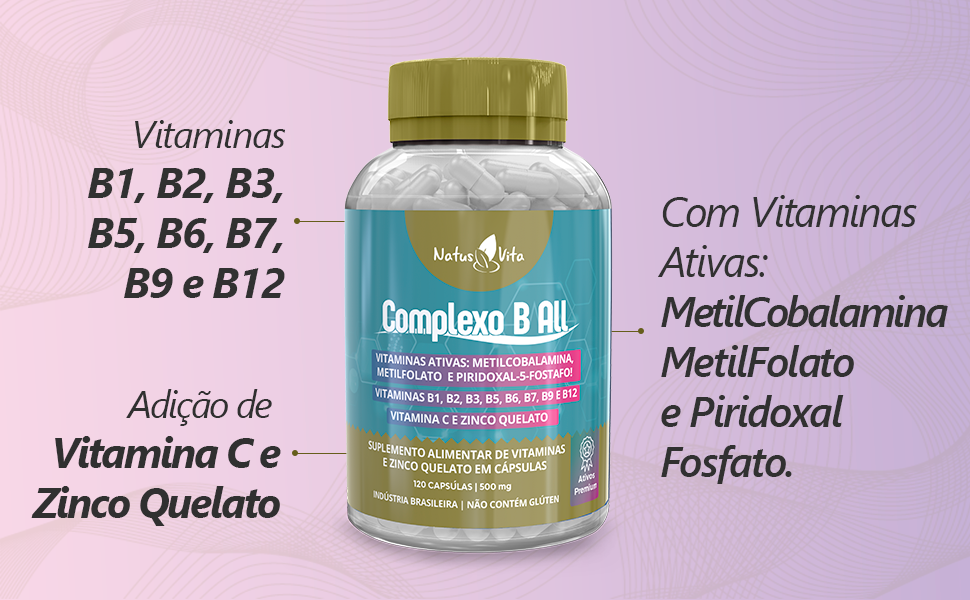 Vitaminas
B1, B2, B3,
B5, B6, B7,
B9 e B12
Adição de
Vitamina C e
Zinco Quelato
Natus Vita
Complexo B All
VITAMINAS ATIVAS: METILCOBALAMINA,
METILFOLATO E PIRIDOXAL-5-FOSTAFO!
VITAMINAS B1, B2, B3, B5, B6, B7, B9 E B12
VITAMINA C E ZINCO QUELATO
SUPLEMENTO ALIMENTAR DE VITAMINAS
E ZINCO QUELATO EM CÁPSULAS
120 CAPSULAS | 500 mg
INDÚSTRIA BRASILEIRA | NÃO CONTÉM GLÚTEN
Ativos
Premium
Com Vitaminas
Ativas:
MetilCobalamina
MetilFolato
e Piridoxal
Fosfato.